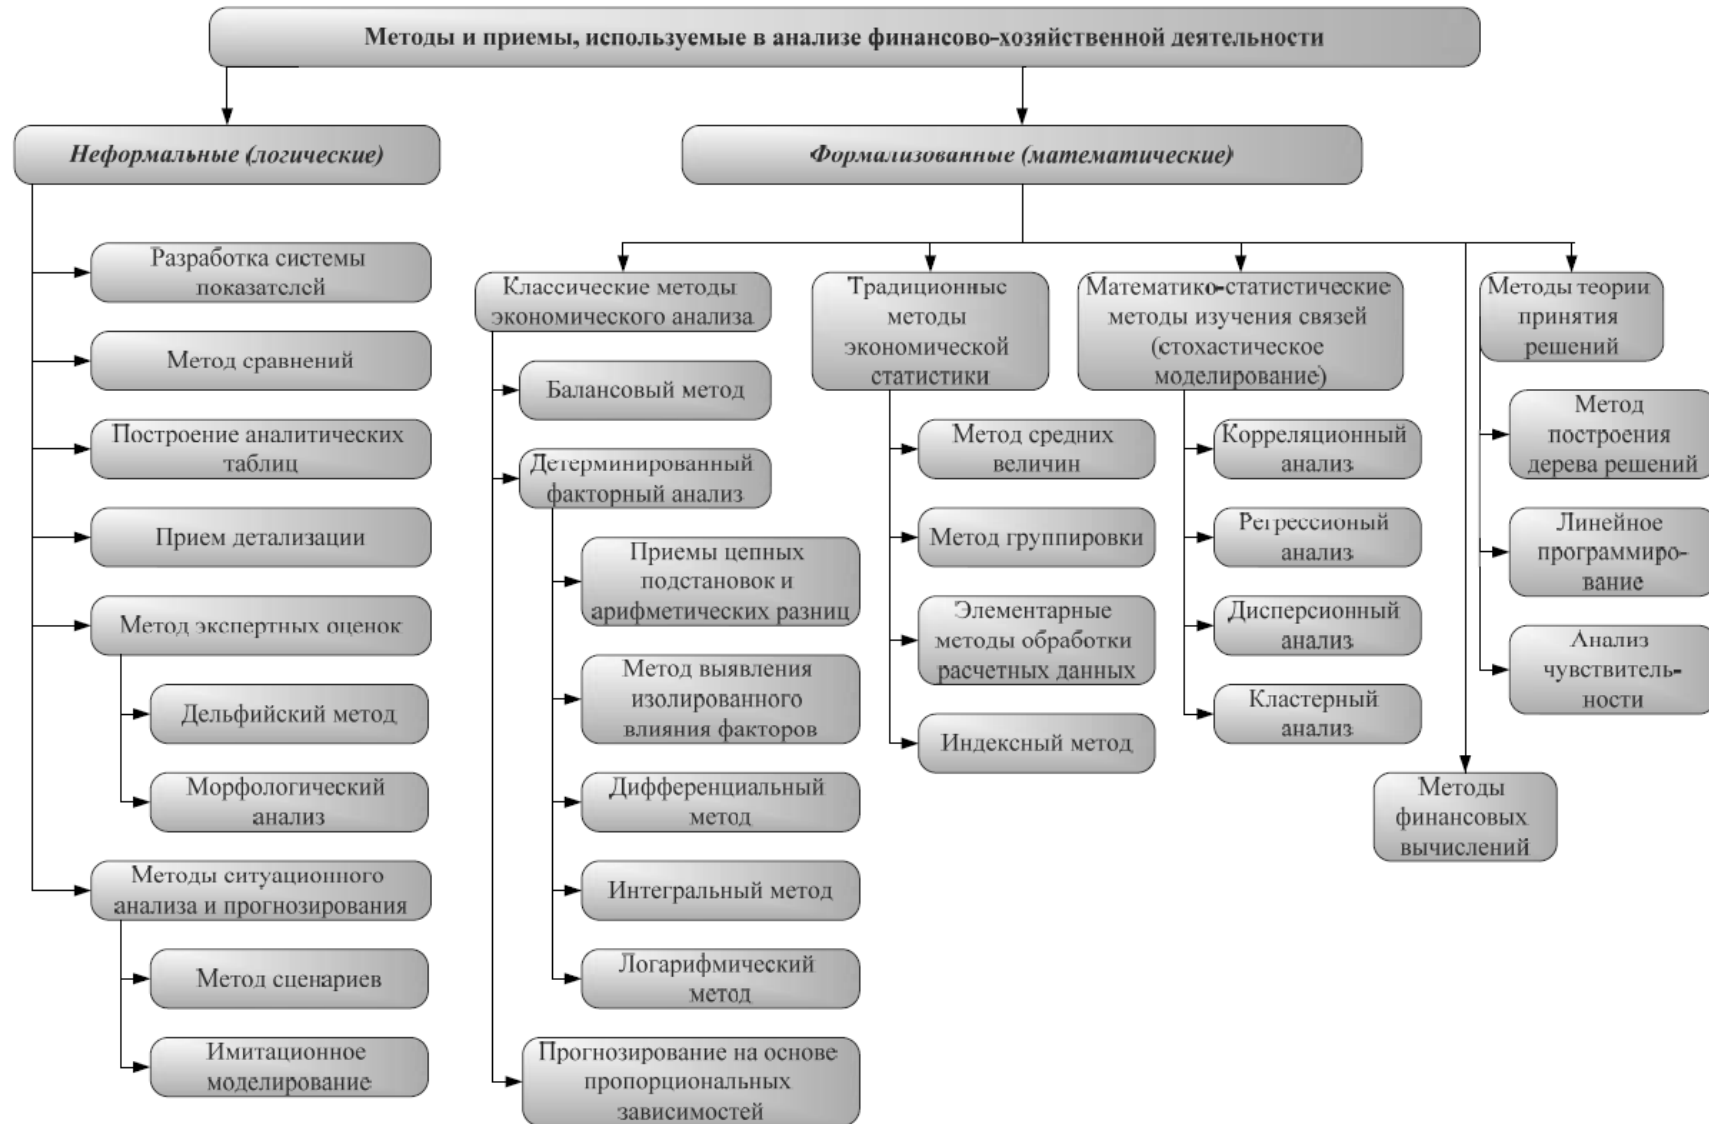 Методы и приемы, используемые в анализе финансово-хозяйственной деятельности
Неформальные (логические)
Разработка системы
показателей
Метод сравнений
Построение аналитических
таблиц
Прием детализации
Метод экспертных оценок
Дельфийский метод
Морфологический
анализ
Методы ситуационного
анализа и прогнозирования
Метод сценариев
Имитационное
моделирование
Формализованные (математические)
Классические методы
экономического анализа
Балансовый метод
Детерминированный
факторный анализ
Приемы цепных
подстановок и
арифметических разниц
Метод выявления
изолированного
влияния факторов
Дифференциальный
метод
Интегральный метод
Логарифмический
метод
Прогнозирование на основе
пропорциональных
зависимостей
Традиционные
методы
экономической
статистики
Метод средних
величин
Метод группировки
Элементарные
методы обработки
расчетных данных
Индексный метод
Математико-статистические
методы изучения связей
(стохастическое
моделирование)
Корреляционный
анализ
Регрессионый
анализ
Дисперсионный
анализ
Кластерный
анализ
Методы
финансовых
вычислений
Методы теории
принятия
решений
Метод
построения
дерева решений
Линейное
программиро-
вание
Анализ
чувствитель-
ности